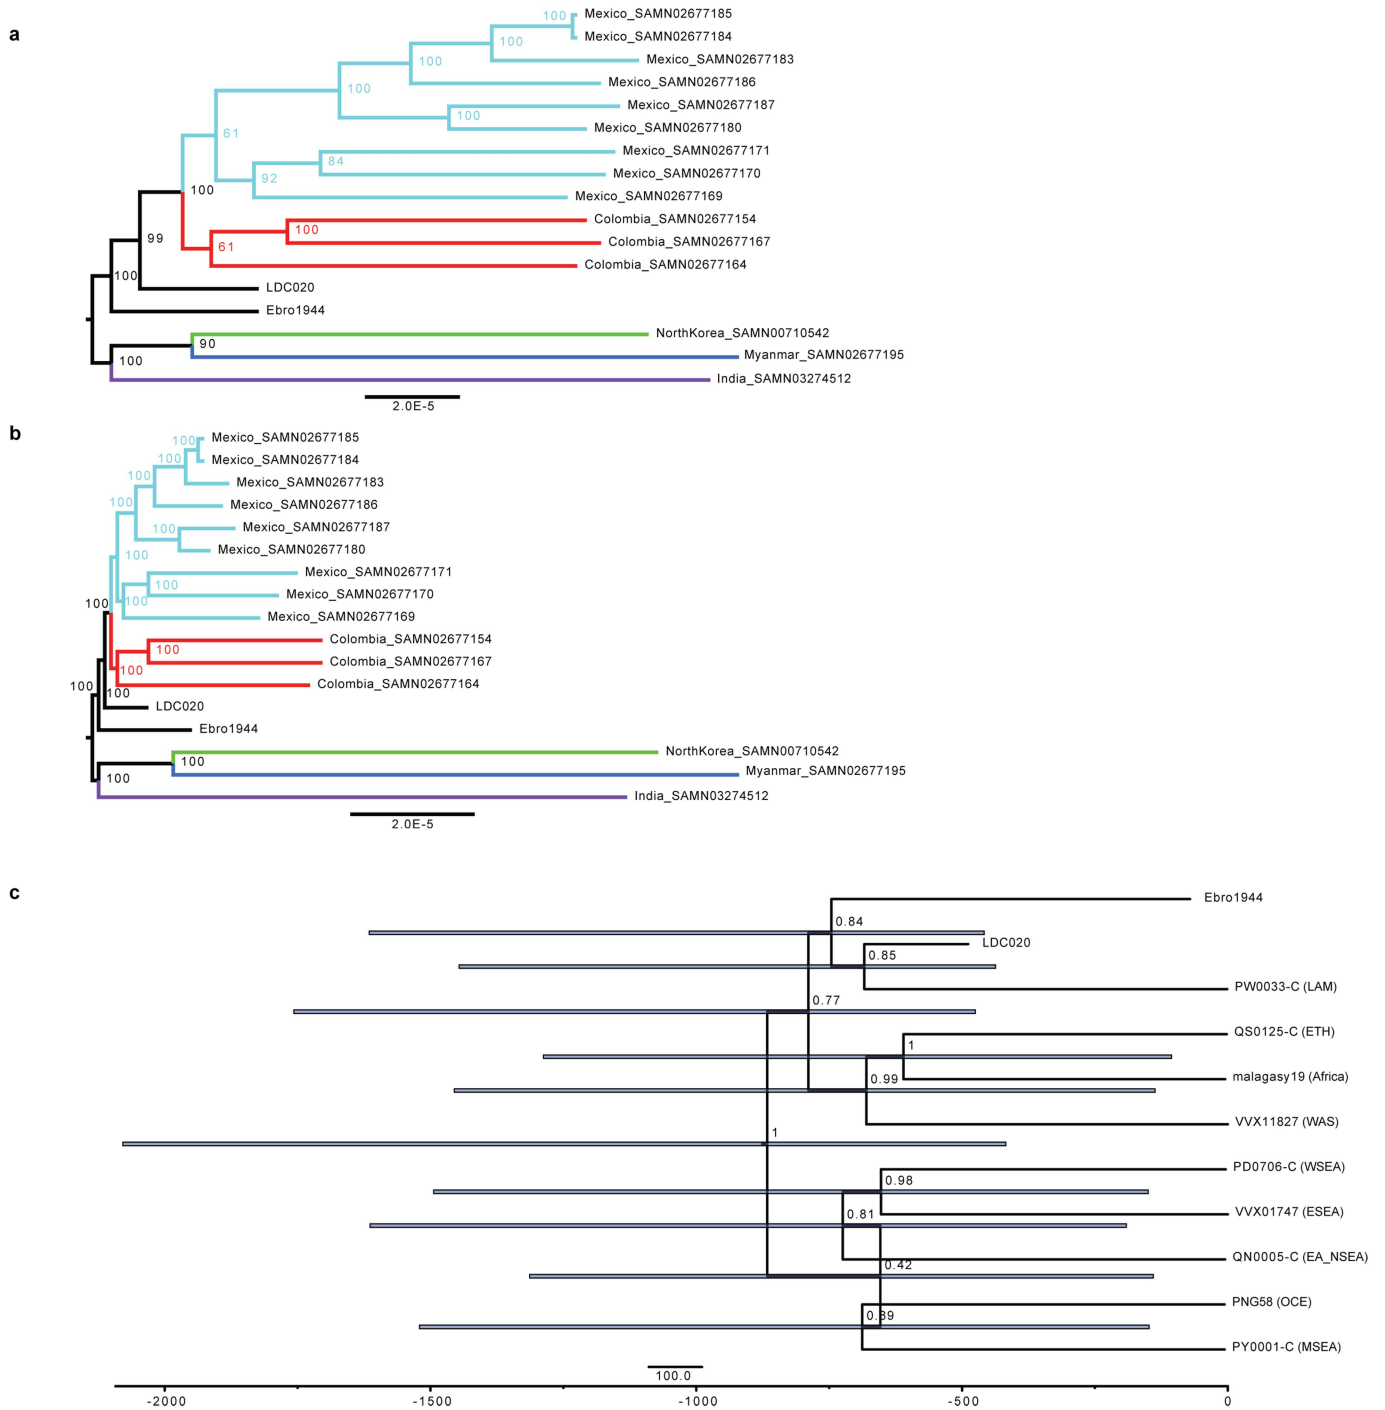 a
100
Mexico_SAMN02677185
Mexico_SAMN02677184
100
Mexico_SAMN02677183
100
Mexico_SAMN02677186
100
Mexico_SAMN02677187
100
Mexico_SAMN02677180
61
Mexico_SAMN02677171
84
Mexico_SAMN02677170
92
100
Mexico_SAMN02677169
Colombia_SAMN02677154
100
99
Colombia_SAMN02677167
61
Colombia_SAMN02677164
100
LDC020
Ebro1944
NorthKorea_SAMN00710542
90
Myanmar_SAMN02677195
100
India_SAMN03274512
2.0E-5
b
100
Mexico_SAMN02677185
100
Mexico_SAMN02677184
100
Mexico_SAMN02677183
100
Mexico_SAMN02677186
100
Mexico_SAMN02677187
Mexico_SAMN02677180
100
Mexico_SAMN02677171
100
Mexico_SAMN02677170
100
100
Mexico_SAMN02677169
Colombia_SAMN02677154
100
Colombia_SAMN02677167
100
Colombia_SAMN02677164
100
100
LDC020
Ebro1944
NorthKorea_SAMN00710542
100
Myanmar_SAMN02677195
100
India_SAMN03274512
2.0E-5
c
Ebro1944
0.84
LDC020
0.85
PW0033-C (LAM)
0.77
QS0125-C (ETH)
1
malagasy19 (Africa)
0.99
VVX11827 (WAS)
1
PD0706-C (WSEA)
0.98
VVX01747 (ESEA)
0.81
QN0005-C (EA_NSEA)
0.42
PNG58 (OCE)
PY0001-C (MSEA)
100.0
-2000 -1500 -1000 -500 0